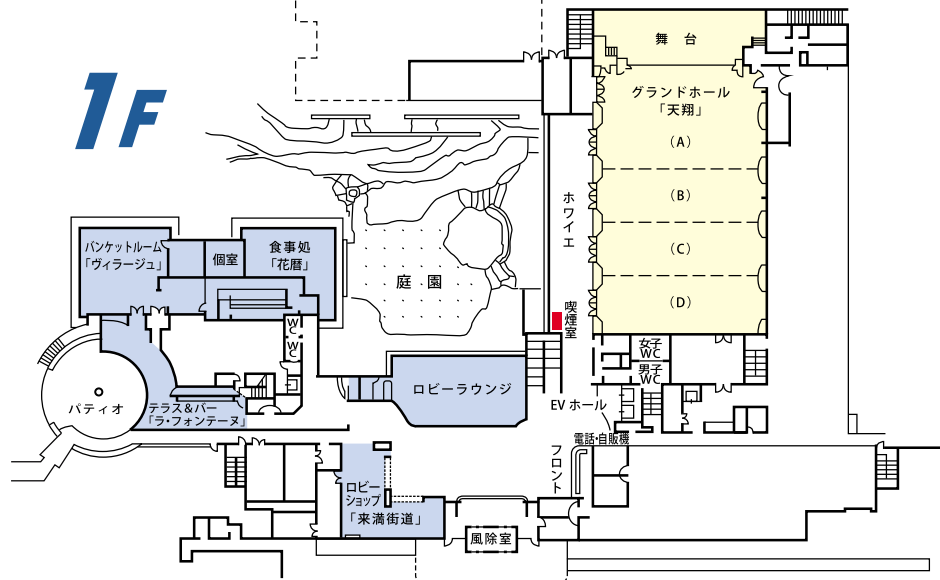 1F
舞 台
グランドホール
「天翔」
(A)
(B)
(C)
(D)
ホワイエ
喫煙室
バンケットルーム
「ヴィラージュ」
個室
食事処
「花暦」
庭 園
WC
WC
女子
WC
男子
WC
ロビーラウンジ
EVホール
パティオ
テラス&バー
「ラ・フォンテーヌ」
電話・自販機
フロント
ロビー
ショップ
「来満街道」
風除室